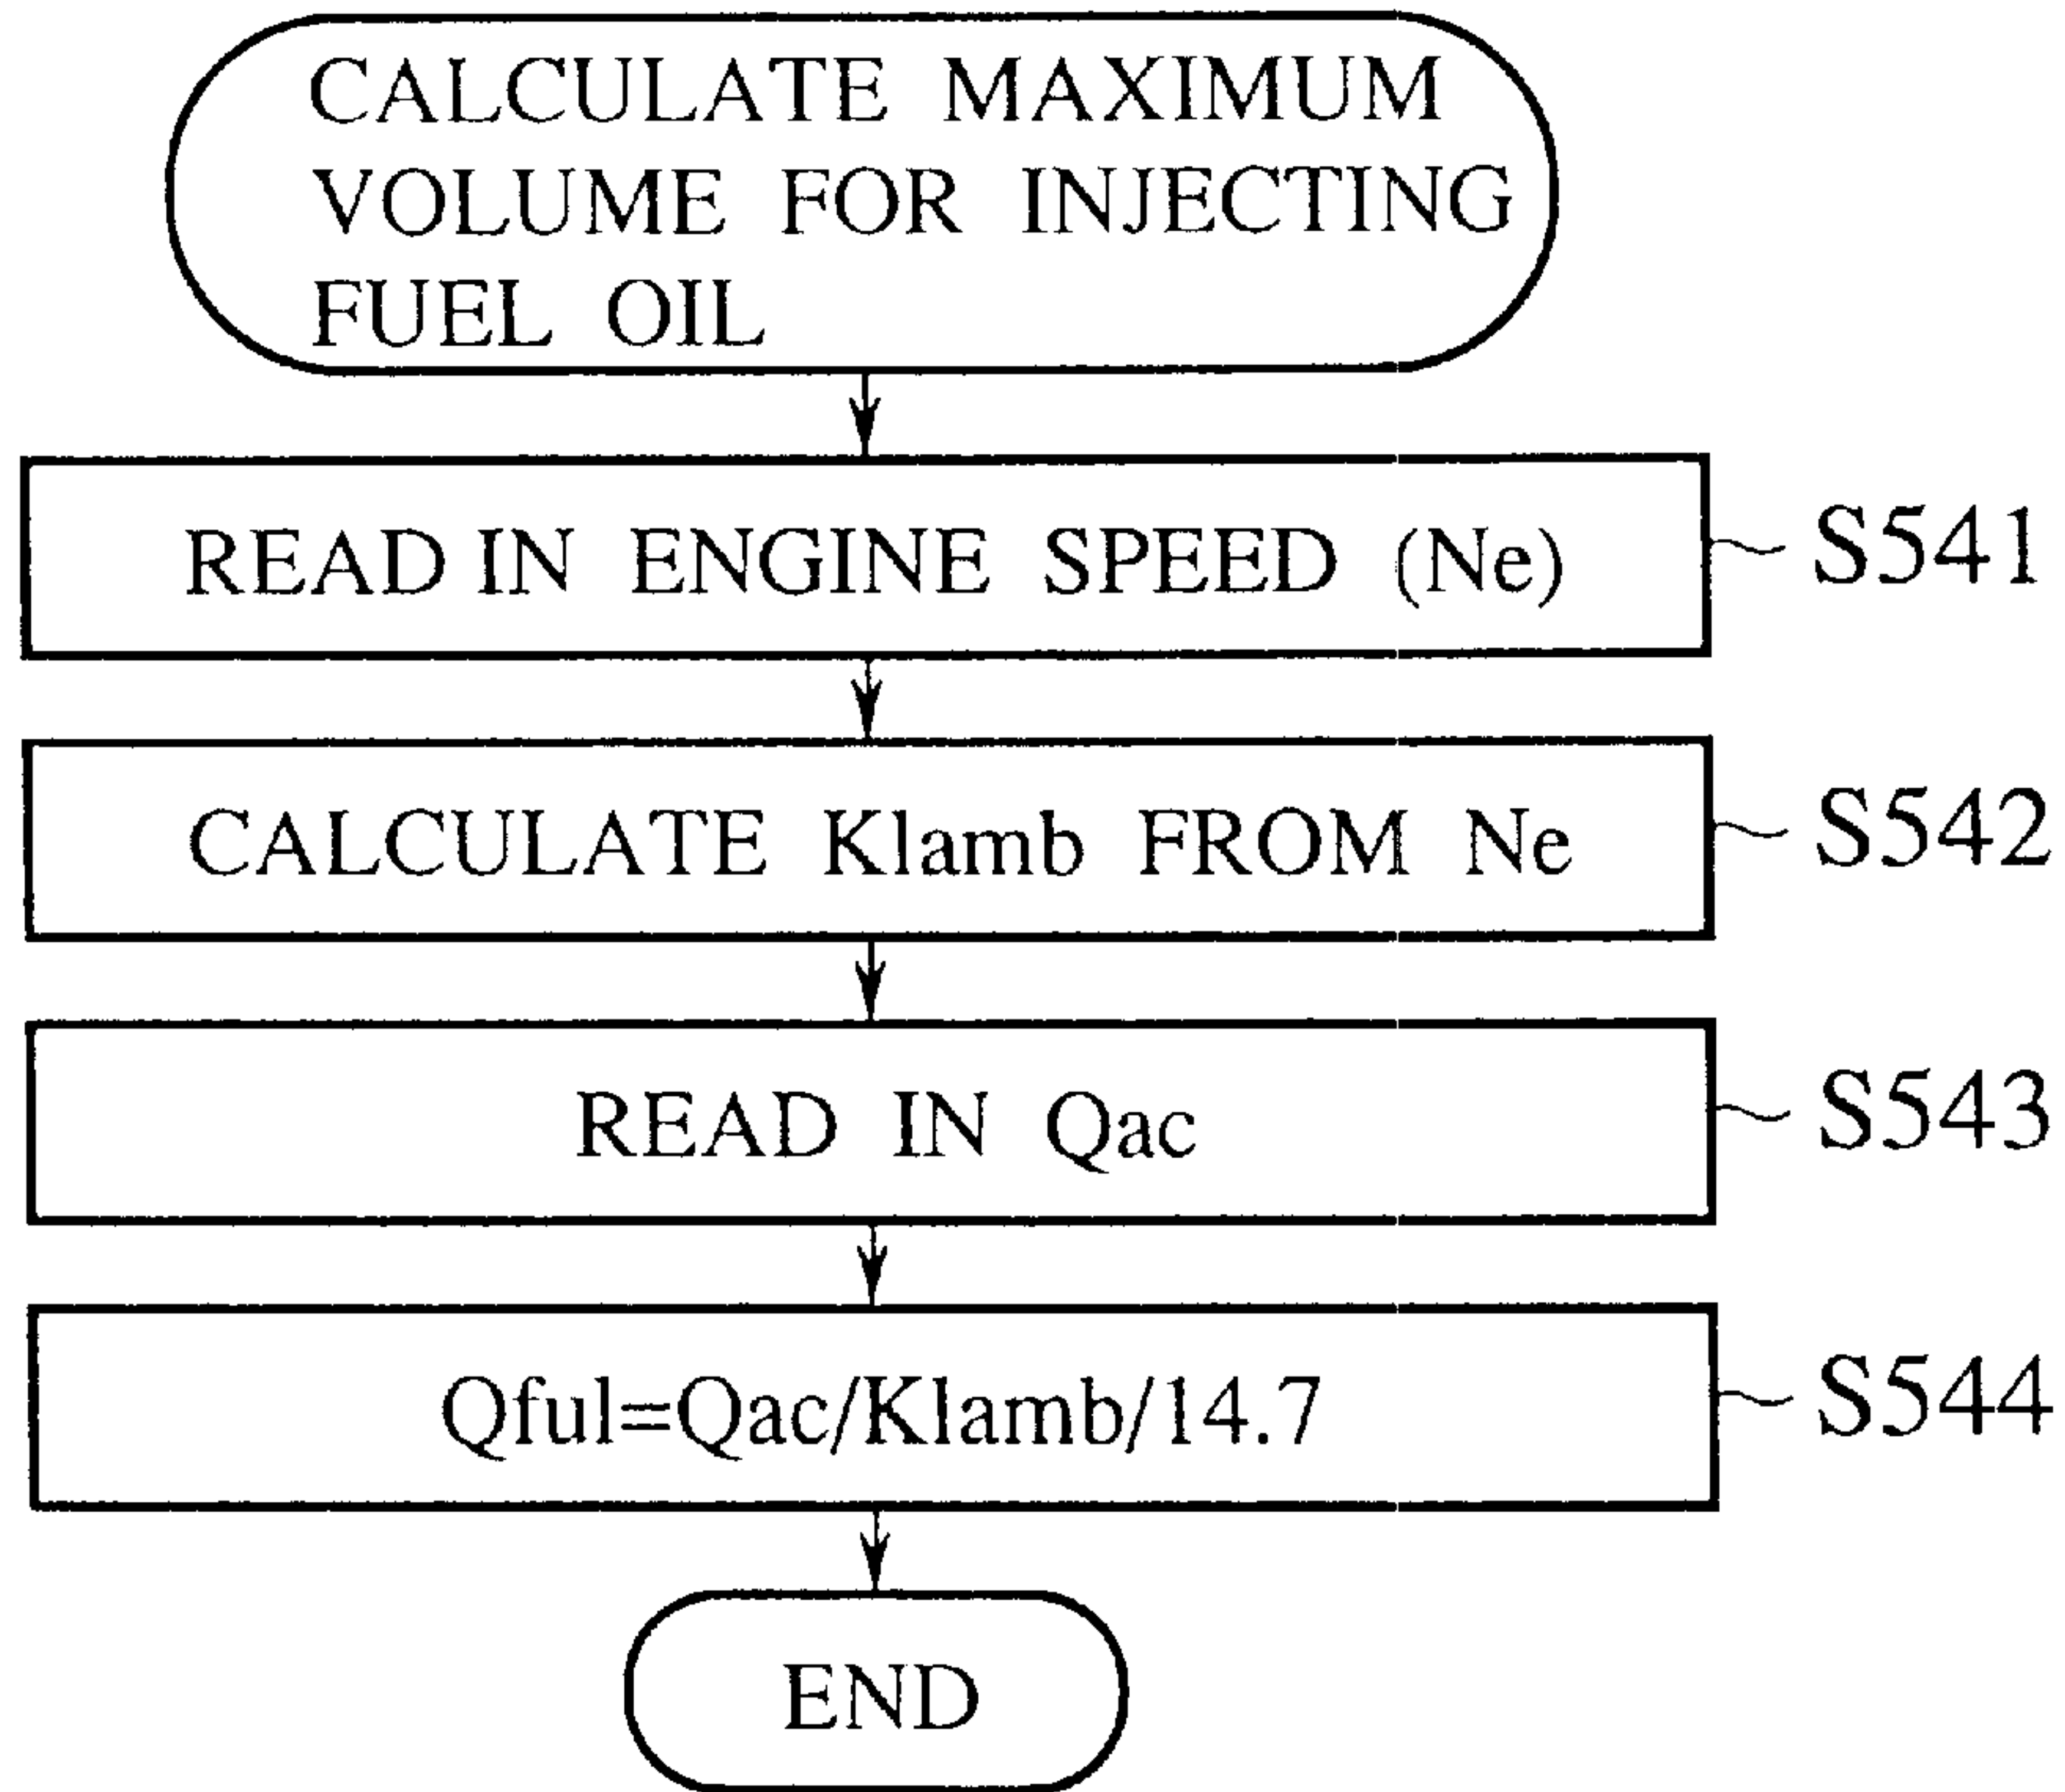 CALCULATE MAXIMUM
VOLUME FOR INJECTING
FUEL OIL
READ IN ENGINE SPEED (Ne)
S541
CALCULATE Klamb FROM Ne
S542
READ IN Qac
S543
Qful=Qac/Klamb/14.7
S544
END